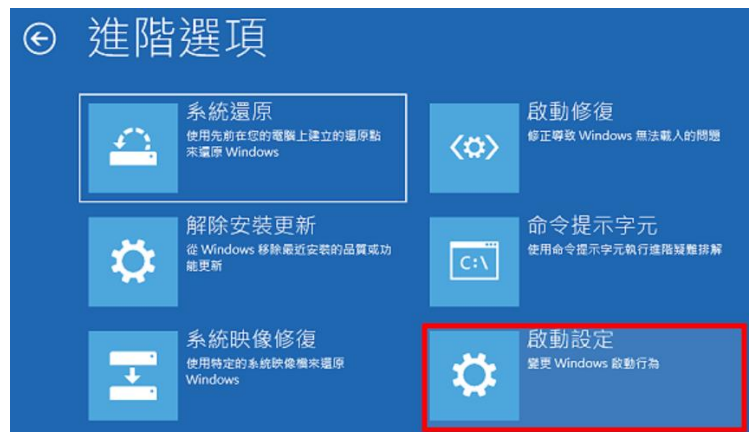 進階選項
系統還原
使用先前在您的電腦上建立的還原點
來還原 Windows
啟動修復
修正導致 Windows 無法載入的問題
解除安裝更新
從 Windows 移除最近安裝的品質或功
能更新
命令提示字元
使用命令提示字元執行進階疑難排解
C:\
系統映像修復
使用特定的系統映像檔來還原
Windows
啟動設定
變更 Windows 啟動行為